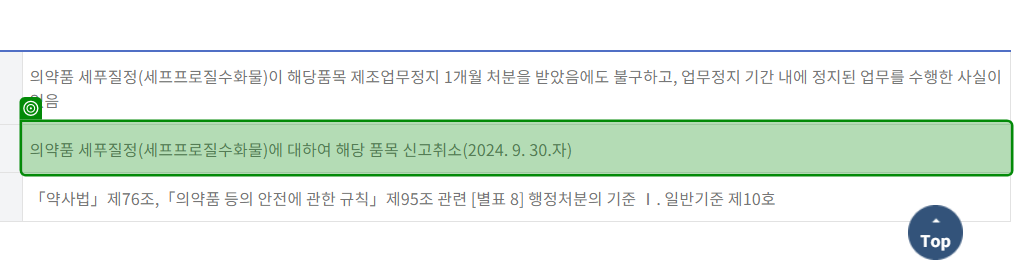 의약품 세푸질정(세프프로질수화물)이 해당품목 제조업무정지 1개월 처분을 받았음에도 불구하고, 업무정지 기간 내에 정지된 업무를 수행한 사실이
음
의약품 세푸질정(세프프로질수화물)에 대하여 해당 품목 신고취소(2024. 9. 30.자)
「약사법」제76조,「의약품 등의 안전에 관한 규칙」제95조 관련 [별표 8] 행정처분의 기준 Ⅰ. 일반기준 제10호
Top